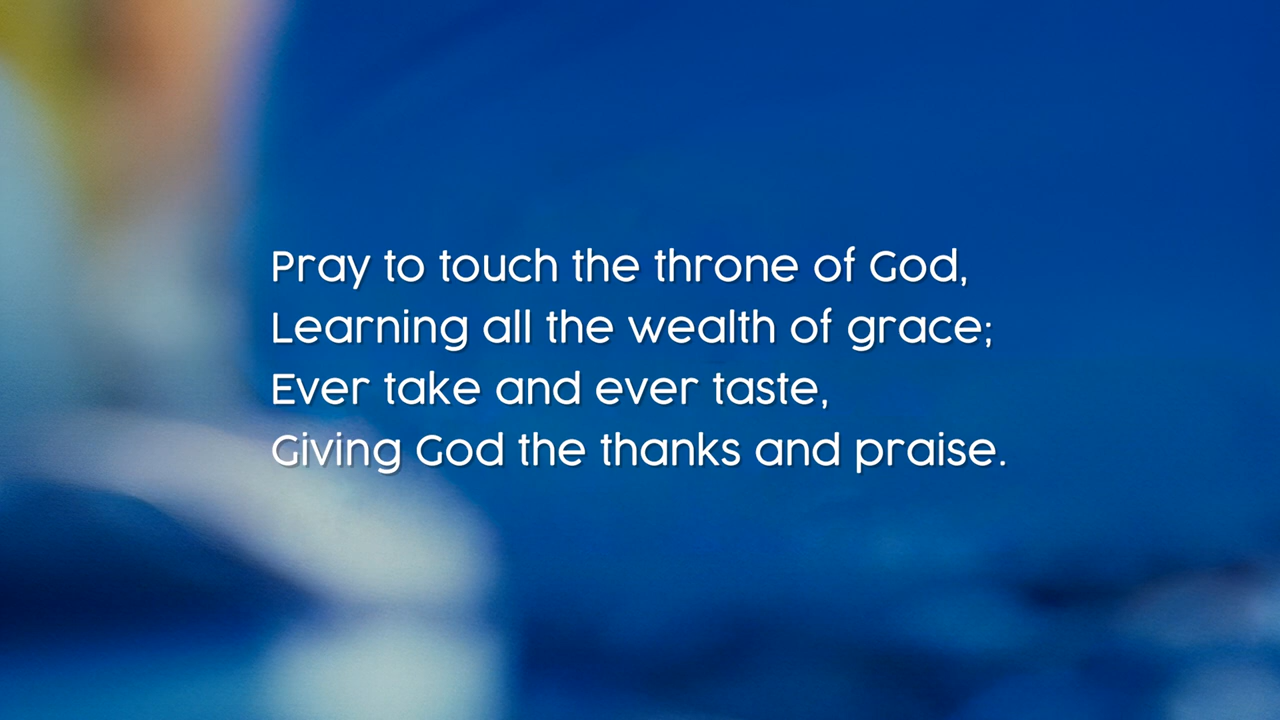 Pray to touch the throne of God,
Learning all the wealth of grace;
Ever take and ever taste,
Giving God the thanks and praise.